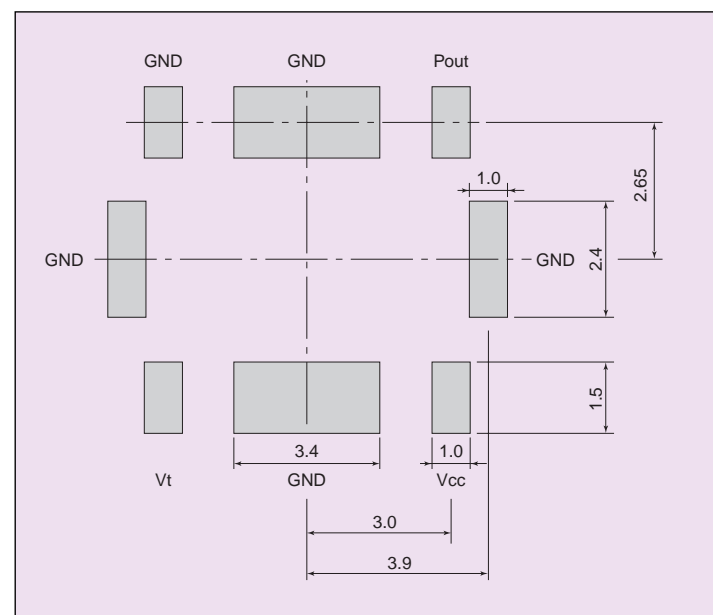 GND GND Pout
1.0
2.65
GND GND
2.4
1.5
3.4 1.0
Vt GND Vcc
3.0
3.9